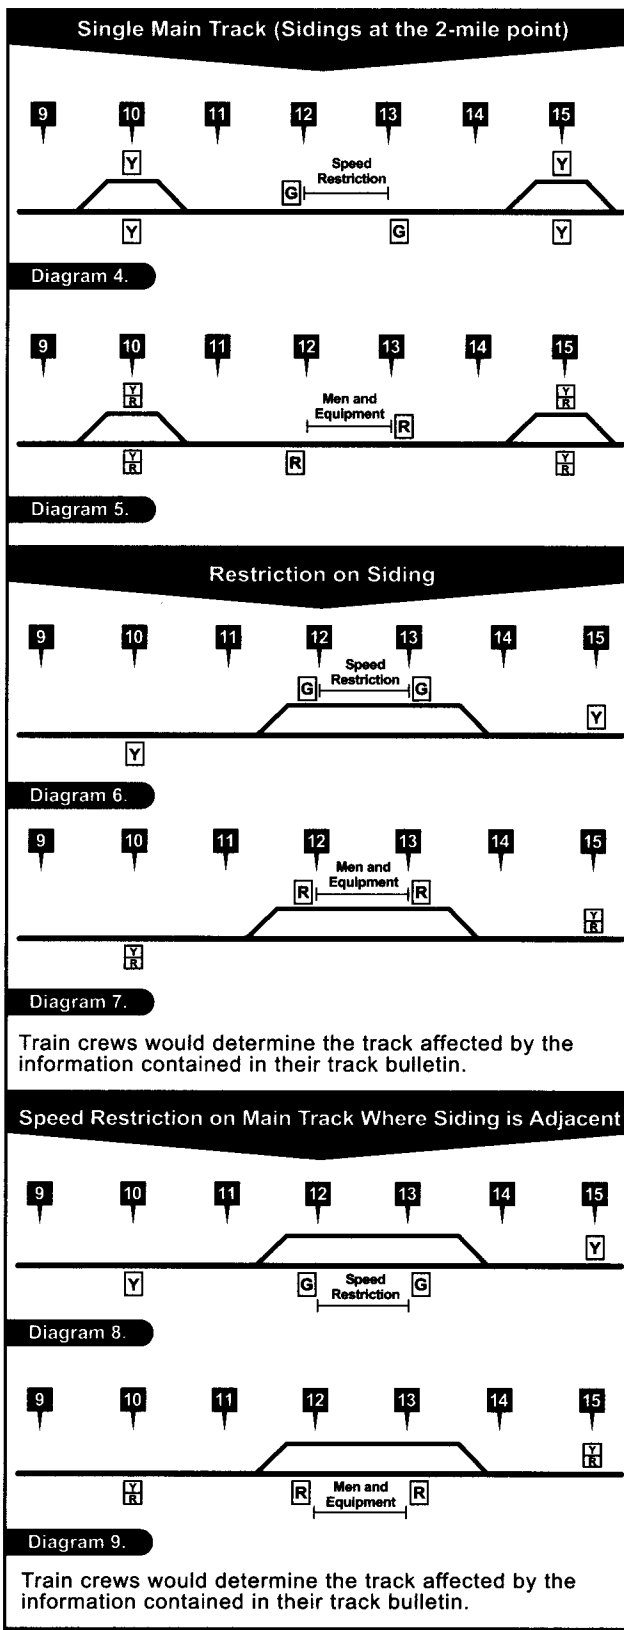 Single Main Track (Sidings at the 2-mile point)
9 10 11 12 13 14 15
Y Y
Speed
Restriction
G
Y G Y
Diagram 4.
9 10 11 12 13 14 15
Y
R
Y
R
Men and
Equipment
R
Y
R
R
Y
R
Diagram 5.
Restriction on Siding
9 10 11 12 13 14 15
G Speed G
Restriction
Y
Y
Diagram 6.
9 10 11 12 13 14 15
R Men and R
Equipment
Y
R
Y
R
Diagram 7.
Train crews would determine the track affected by the
information contained in their track bulletin.
Speed Restriction on Main Track Where Siding is Adjacent
9 10 11 12 13 14 15
Y
Y G Speed G
Restriction
Diagram 8.
9 10 11 12 13 14 15
Y
R
Y
R
R Men and R
Equipment
Diagram 9.
Train crews would determine the track affected by the
information contained in their track bulletin.